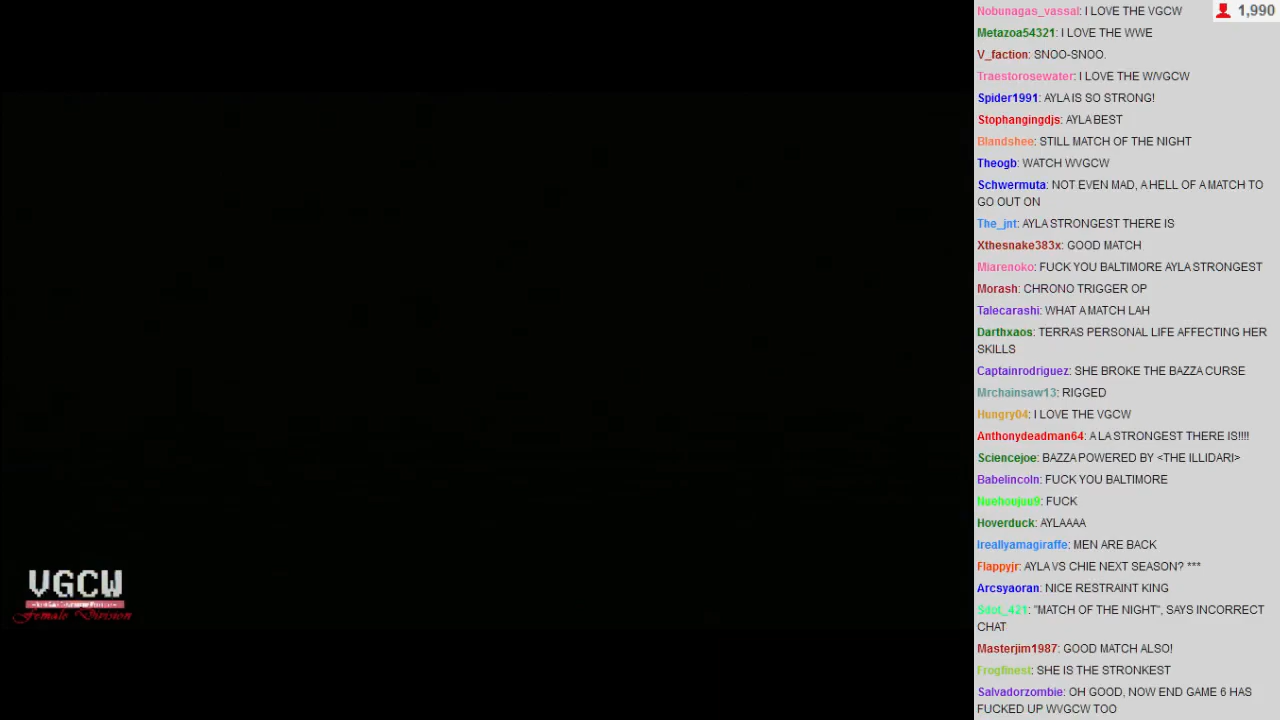 Nobunagas_vassal: I LOVE THE VGCW
1,990
Metazoa54321: I LOVE THE WWE
V_faction: SNOO-SNOO.
Traestorosewater: I LOVE THE W/VGCW
Spider1991: AYLA IS SO STRONG!
Stophangingdjs: AYLA BEST
Blandshee: STILL MATCH OF THE NIGHT
Theogb: WATCH WVGCW
Schwermuta: NOT EVEN MAD, A HELL OF A MATCH TO
GO OUT ON
The_jnt: AYLA STRONGEST THERE IS
Xthesnake383x: GOOD MATCH
Miarenoko: FUCK YOU BALTIMORE AYLA STRONGEST
Morash: CHRONO TRIGGER OP
Talecarashi: WHAT A MATCH LAH
Darthxaos: TERRAS PERSONAL LIFE AFFECTING HER
SKILLS
Captainrodriguez: SHE BROKE THE BAZZA CURSE
Mrchainsaw13: RIGGED
Hungry04: I LOVE THE VGCW
Anthonydeadman64: A LA STRONGEST THERE IS!!!!
Sciencejoe: BAZZA POWERED BY <THE ILLIDARI>
Babelincoln: FUCK YOU BALTIMORE
Nuehoujuu9: FUCK
Hoverduck: AYLAAAA
Ireallyamagiraffe: MEN ARE BACK
Flappyjr: AYLA VS CHIE NEXT SEASON? ***
Arcsyaoran: NICE RESTRAINT KING
Sdot_421: "MATCH OF THE NIGHT", SAYS INCORRECT
CHAT
Masterjim1987: GOOD MATCH ALSO!
Frogfinest: SHE IS THE STRONKEST
Salvadorzombie: OH GOOD, NOW END GAME 6 HAS
FUCKED UP WVGCW TOO
VGCW
Female Division